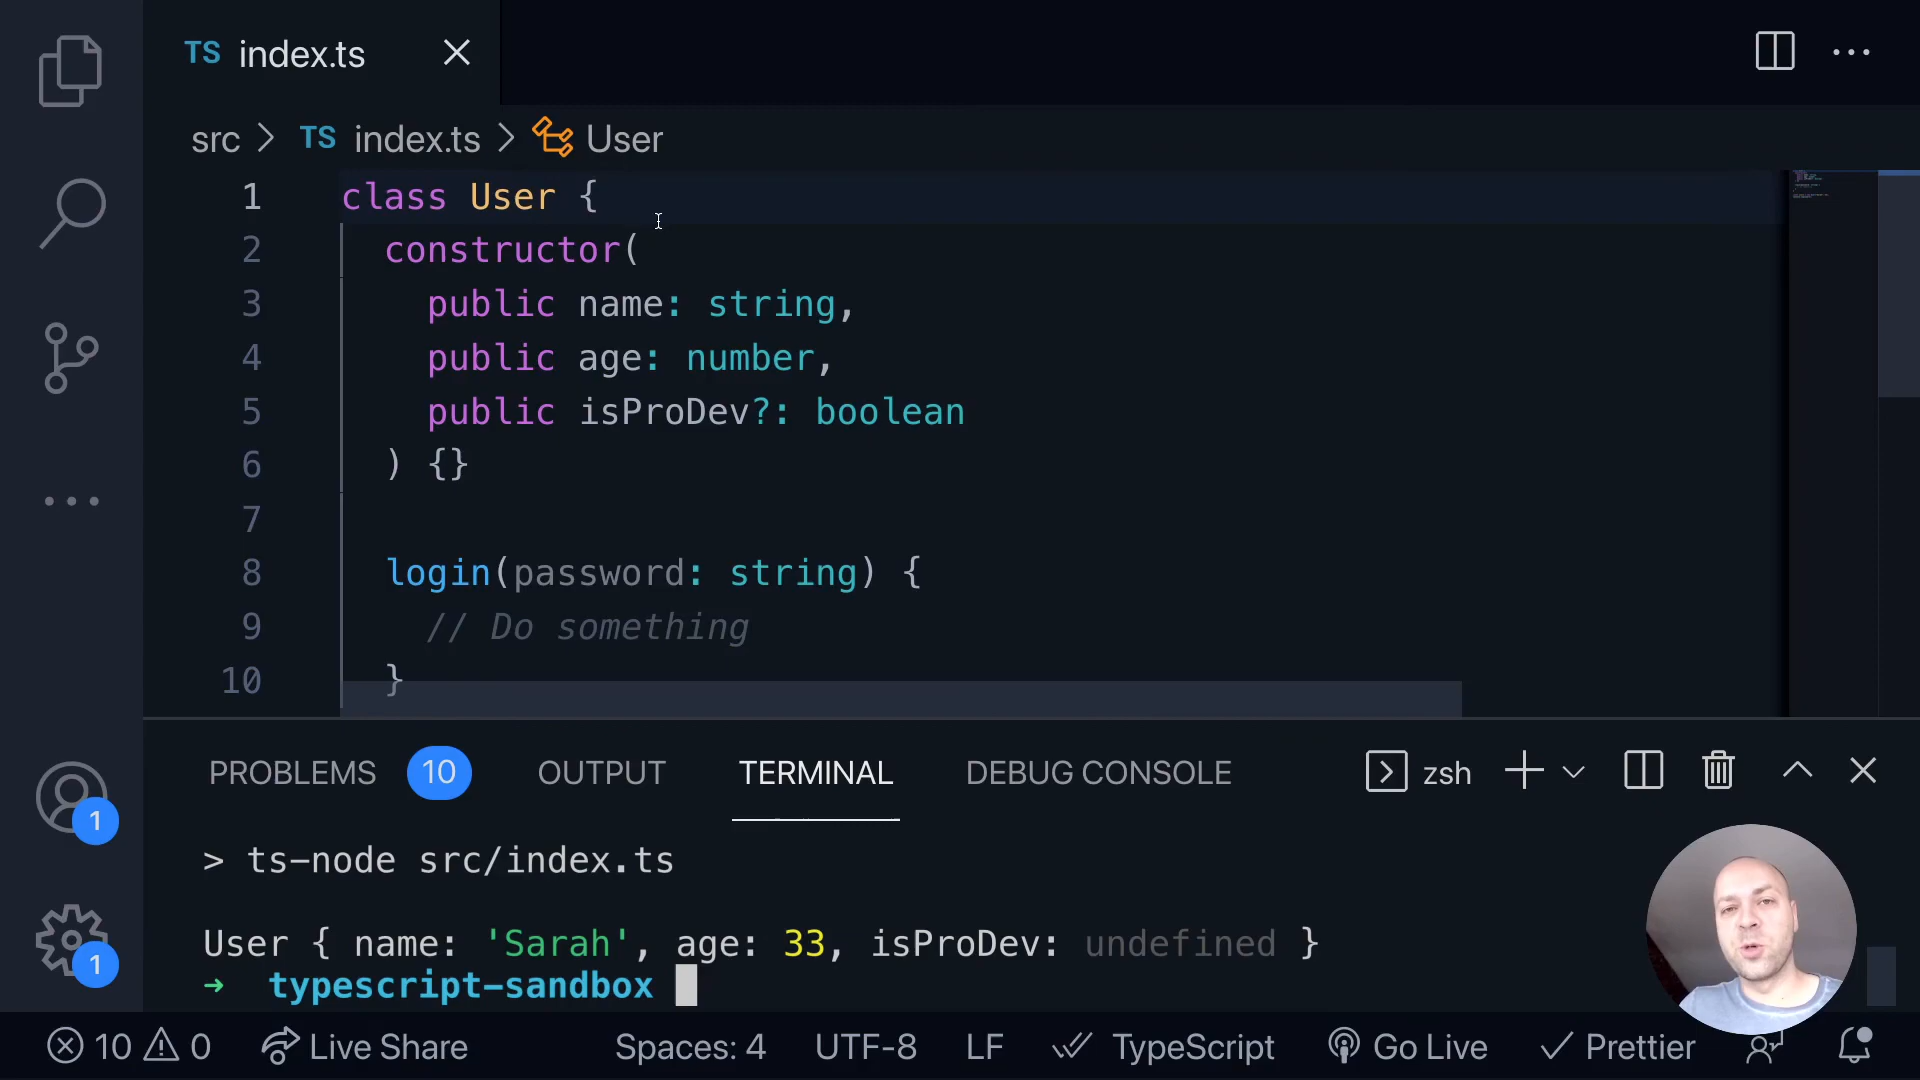 TS index.ts
src > TS index.ts > User
1 class User {
2 constructor(
3 public name: string,
4 public age: number,
5 public isProDev?: boolean
6 ) {}
7
8 login(password: string) {
9 // Do something
10 }
PROBLEMS 10 OUTPUT TERMINAL DEBUG CONSOLE zsh
1
> ts-node src/index.ts
User { name: 'Sarah', age: 33, isProDev: undefined }
1
→ typescript-sandbox
10 0 Live Share Spaces: 4 UTF-8 LF TypeScript Go Live Prettier